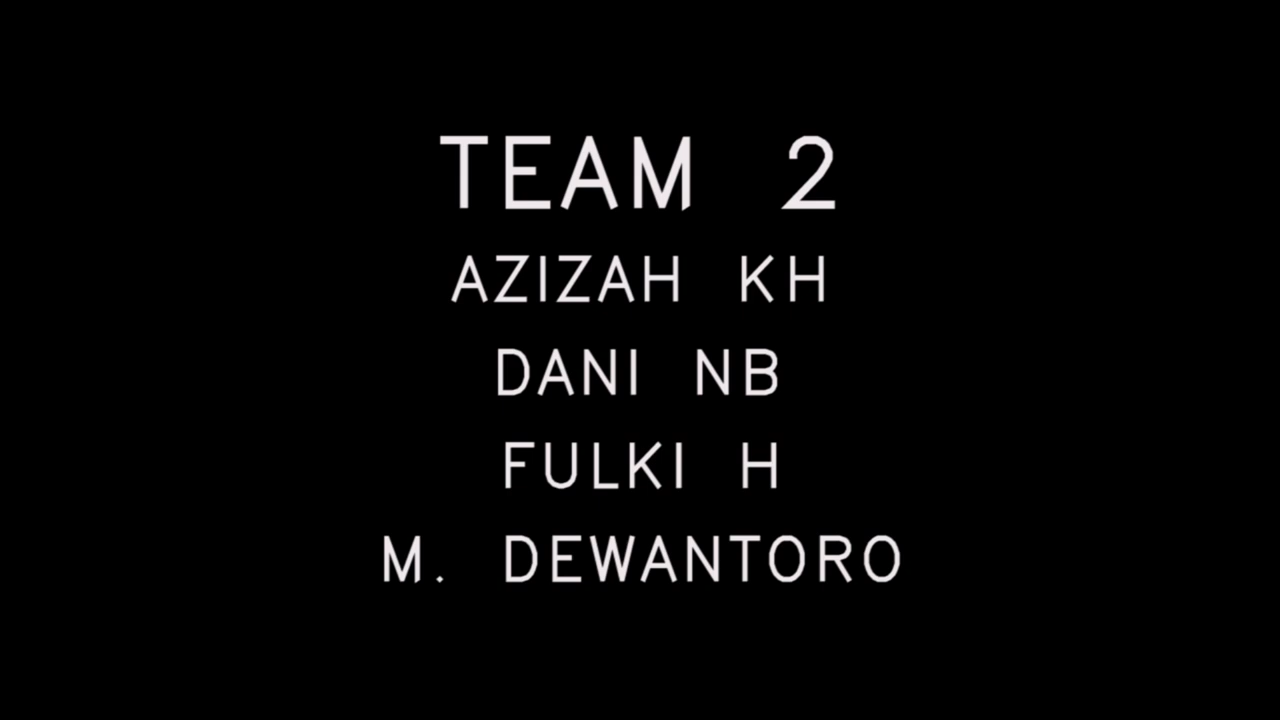 TEAM 2
AZIZAH KH
DANI NB
FULKI H
M. DEWANTORO